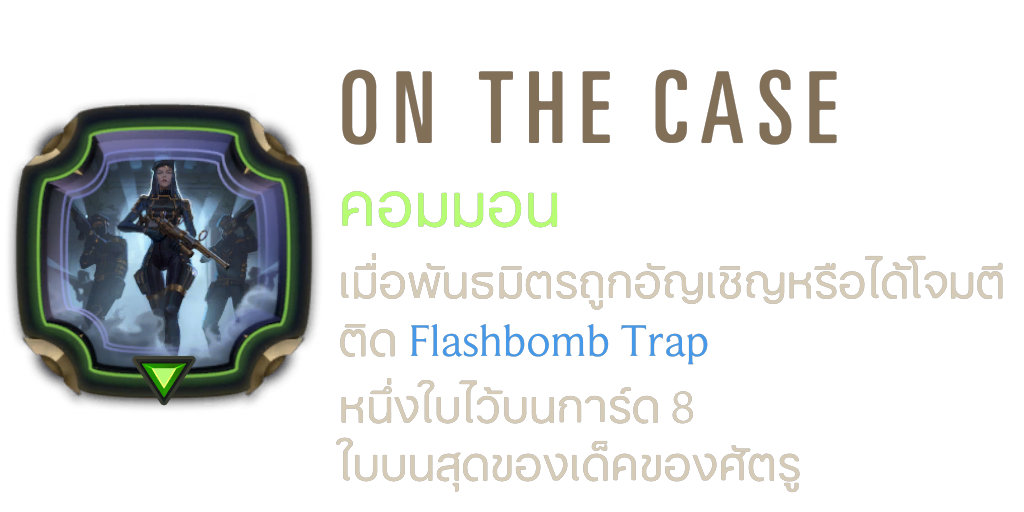 ON THE CASE
คอมมอน
เมื่อพันธมิตรถูกอัญเชิญหรือได้โจมตี
ติด Flashbomb Trap
หนึ่งใบไว้บนการ์ด 8
ใบบนสุดของเด็คของศัตรู